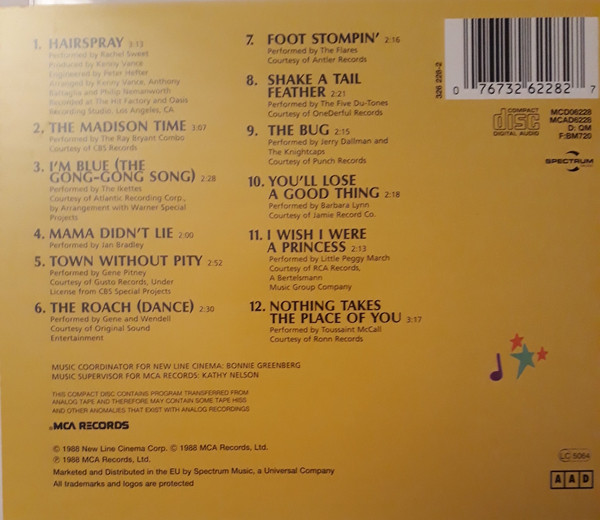 1. HAIRSPRAY 3:13
Performed by Rachel Sweet
Produced by Kenny Vance
Engineered by Peter Hefter
Arranged by Kenny Vance, Anthony
Battaglia and Philip Namanworth
Recorded at The Hit Factory and Oasis
Recording Studio, Los Angeles, CA
2. THE MADISON TIME 3:07
Performed by The Ray Bryant Combo
Courtesy of CBS Records
3. I'M BLUE (THE
GONG-GONG SONG) 2:28
Performed by The Ikettes
Courtesy of Atlantic Recording Corp.,
by Arrangement with Warner Special
Projects
4. MAMA DIDN'T LIE 2:00
Performed by Jan Bradley
5. TOWN WITHOUT PITY 2:52
Performed by Gene Pitney
Courtesy of Gusto Records, Under
License from CBS Special Projects
6. THE ROACH (DANCE) 2:30
Performed by Gene and Wendell
Courtesy of Original Sound
Entertainment
7. FOOT STOMPIN' 2:16
Performed by The Flares
Courtesy of Antler Records
8. SHAKE A TAIL
FEATHER 2:21
Performed by The Five Du-Tones
Courtesy of OneDerful Records
9. THE BUG 2:15
Performed by Jerry Dallman and
The Knightcaps
Courtesy of Punch Records
10. YOU'LL LOSE
A GOOD THING 2:18
Performed by Barbara Lynn
Courtesy of Jamie Record Co.
11. I WISH I WERE
A PRINCESS 2:13
Performed by Little Peggy March
Courtesy of RCA Records,
A Bertelsmann
Music Group Company
12. NOTHING TAKES
THE PLACE OF YOU 3:17
Performed by Toussaint McCall
Courtesy of Ronn Records
326 228-2
0 76732 62282 7
COMPACT
disc
DIGITAL AUDIO
MCD06228
MCAD6228
D: QM
F:BM720
SPECTRUM
MUSIC COORDINATOR FOR NEW LINE CINEMA: BONNIE GREENBERG
MUSIC SUPERVISOR FOR MCA RECORDS: KATHY NELSON
THIS COMPACT DISC CONTAINS PROGRAM TRANSFERRED FROM
ANALOG TAPE AND THEREFORE MAY CONTAIN SOME TAPE HISS
AND OTHER ANOMALIES THAT EXIST WITH ANALOG RECORDINGS
MCA RECORDS
© 1988 New Line Cinema Corp. © 1988 MCA Records, Ltd.
℗ 1988 MCA Records, Ltd.
Marketed and Distributed in the EU by Spectrum Music, a Universal Company
All trademarks and logos are protected
LC 5064
AAD